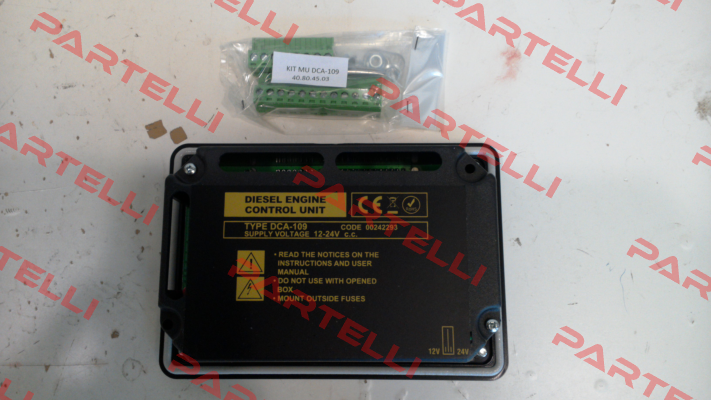 KIT MU DCA-109
40.80.45.03
DIESEL ENGINE
CONTROL UNIT
CE
TYPE DCA-109 CODE 00242293
SUPPLY VOLTAGE 12-24V c.c.
• READ THE NOTICES ON THE
INSTRUCTIONS AND USER
MANUAL
• DO NOT USE WITH OPENED
BOX
• MOUNT OUTSIDE FUSES
12V 24V
PARTELLI
PARTELLI
PARTELLI
PARTELLI
PARTELLI
PARTELLI
PARTELLI